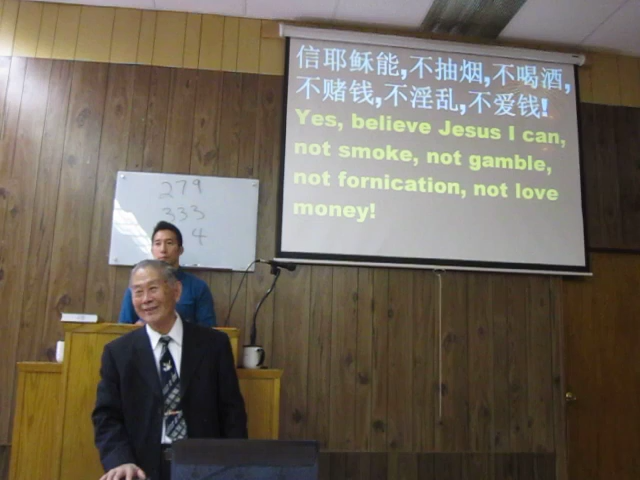 信耶稣能,不抽烟,不喝酒,
不赌钱,不淫乱,不爱钱!
Yes, believe Jesus I can,
not smoke, not gamble,
not fornication, not love
money!
279
333
4